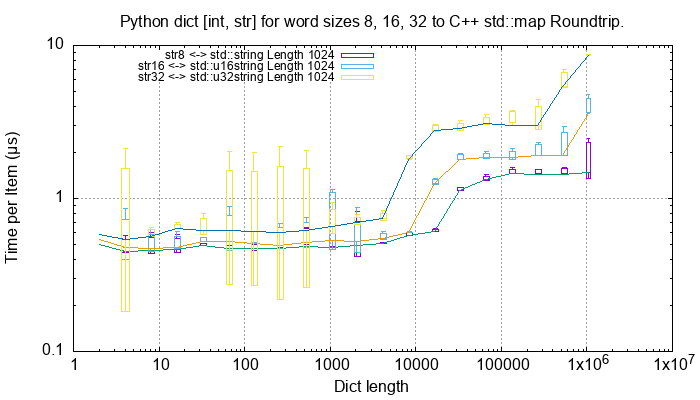 Python dict [int, str] for word sizes 8, 16, 32 to C++ std::map Roundtrip.
10
str8 <-> std::string Length 1024
str16 <-> std::u16string Length 1024
str32 <-> std::u32string Length 1024
Time per Item (µs)
1
0.1
1 10 100 1000 10000 100000 1x10⁶ 1x10⁷
Dict length